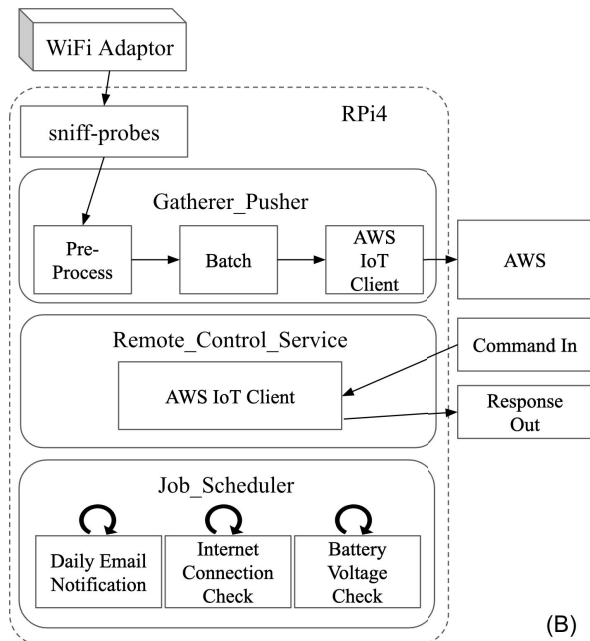 WiFi Adaptor
RPi4
sniff-probes
Gatherer_Pusher
Pre-
Process
Batch
AWS
IoT
Client
AWS
Remote_Control_Service
AWS IoT Client
Command In
Response
Out
Job_Scheduler
Daily Email
Notification
Internet
Connection
Check
Battery
Voltage
Check
(B)